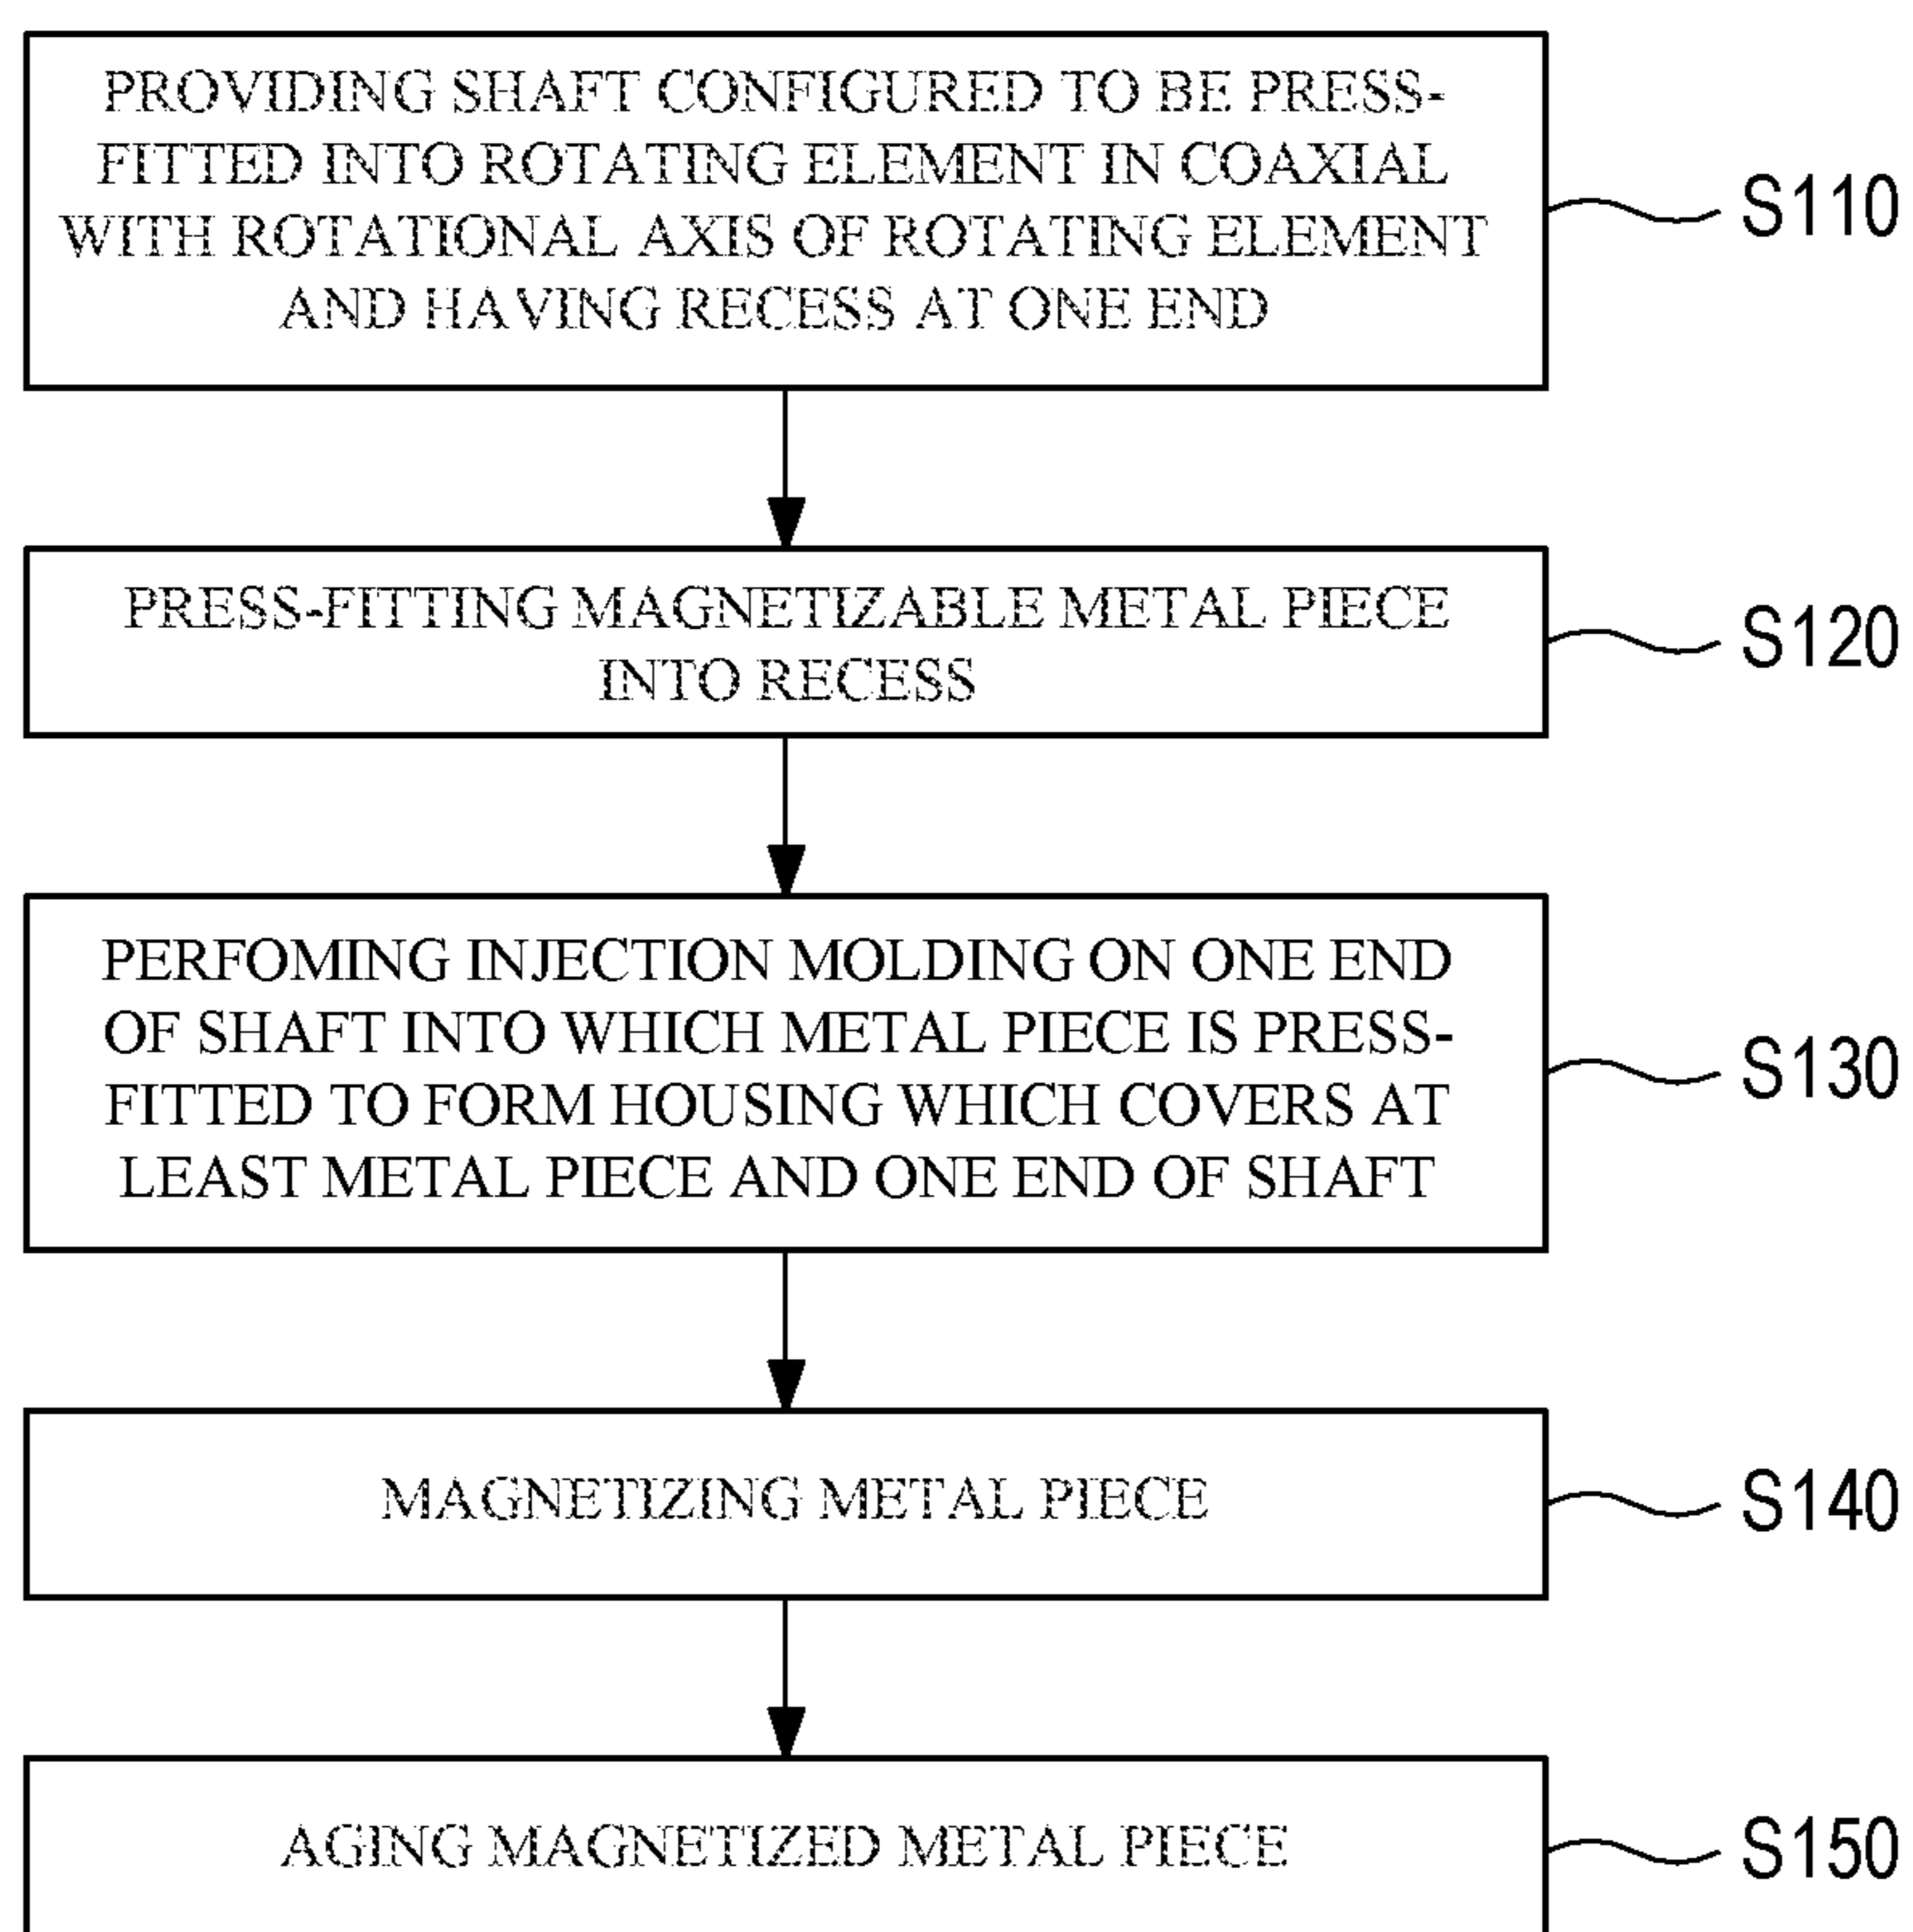 PROVIDING SHAFT CONFIGURED TO BE PRESS-
FITTED INTO ROTATING ELEMENT IN COAXIAL
WITH ROTATIONAL AXIS OF ROTATING ELEMENT
AND HAVING RECESS AT ONE END
S110
PRESS-FITTING MAGNETIZABLE METAL PIECE
INTO RECESS
S120
PERFOMING INJECTION MOLDING ON ONE END
OF SHAFT INTO WHICH METAL PIECE IS PRESS-
FITTED TO FORM HOUSING WHICH COVERS AT
LEAST METAL PIECE AND ONE END OF SHAFT
S130
MAGNETIZING METAL PIECE
S140
AGING MAGNETIZED METAL PIECE
S150